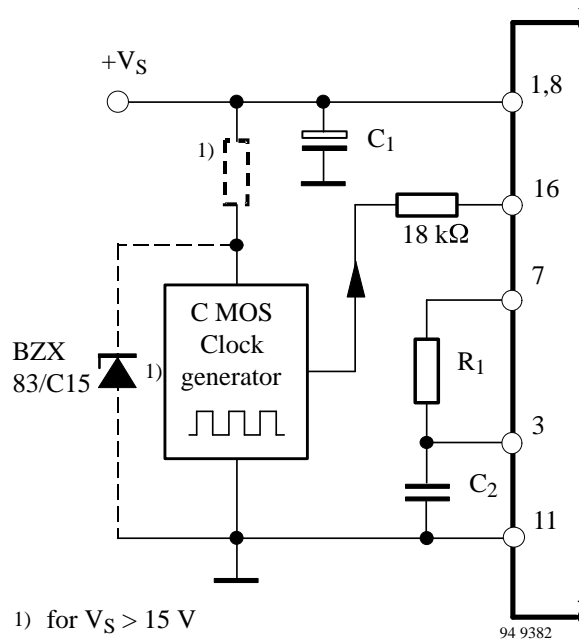 +VS
1,8
1)
C1
16
18 kΩ
7
C MOS
Clock
generator
BZX
83/C15
1)
R1
3
C2
11
1) for VS > 15 V
94 9382